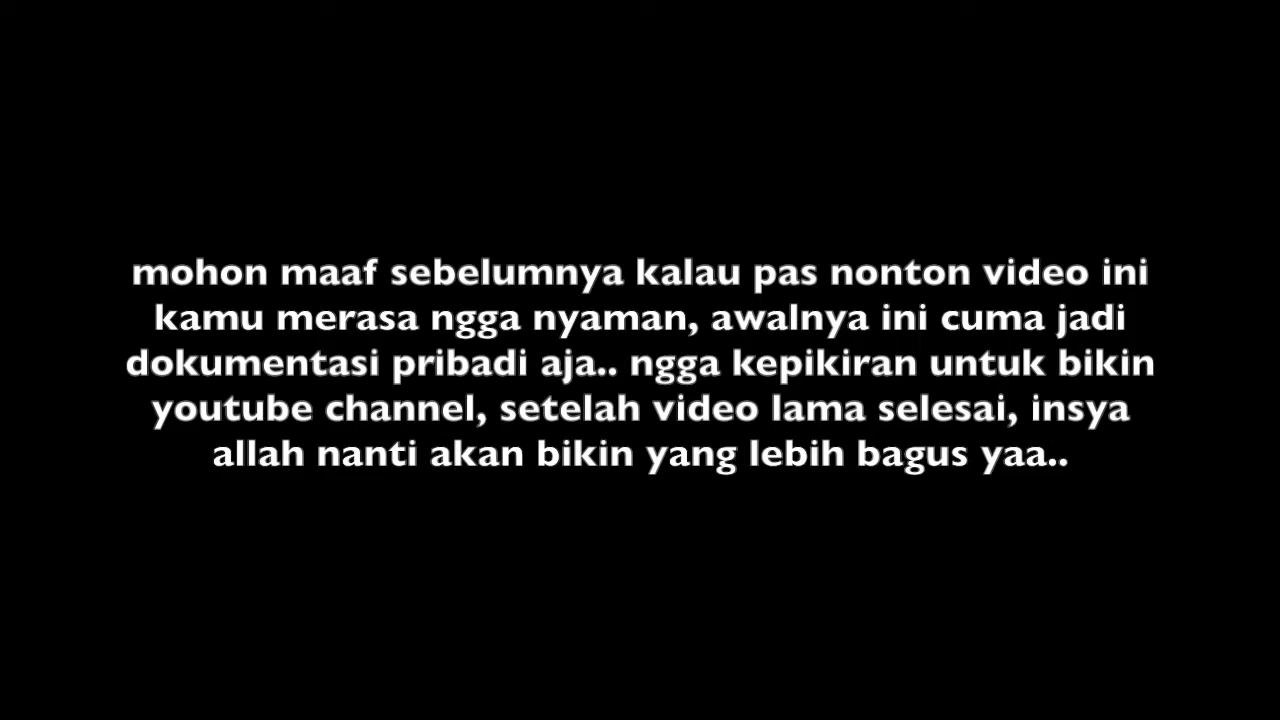 mohon maaf sebelumnya kalau pas nonton video ini
kamu merasa ngga nyaman, awalnya ini cuma jadi
dokumentasi pribadi aja.. ngga kepikiran untuk bikin
youtube channel, setelah video lama selesai, insya
allah nanti akan bikin yang lebih bagus yaa..